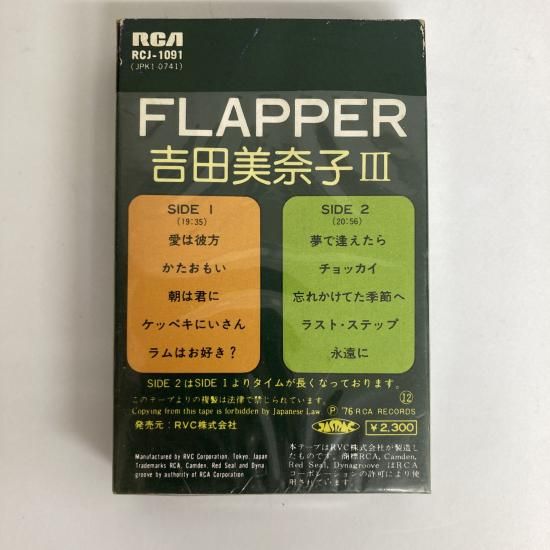 RCA
RCJ-1091
(JPK1-0741)
FLAPPER
吉田美奈子III
SIDE 1
(19:35)
愛は彼方
かたおもい
朝は君に
ケッペキにいさん
ラムはお好き？
SIDE 2
(20:56)
夢で逢えたら
チョッカイ
忘れかけてた季節へ
ラスト・ステップ
永遠に
SIDE 2はSIDE 1よりタイムが長くなっております。
このテープよりの複製は法律で禁じられています。 ⑫
Copying from this tape is forbidden by Japanese Law. Ⓟ '76 RCA RECORDS
発売元：RVC株式会社
JASRAC
¥2,300
Manufactured by RVC Corporation, Tokyo, Japan
Trademarks RCA, Camden, Red Seal and Dyna
groove by authority of RCA Corporation
本テープはRVC株式会社が製造し
たものです。商標RCA, Camden,
Red Seal, Dynagroove はRCA
コーポレーションの許可により使
用されています。